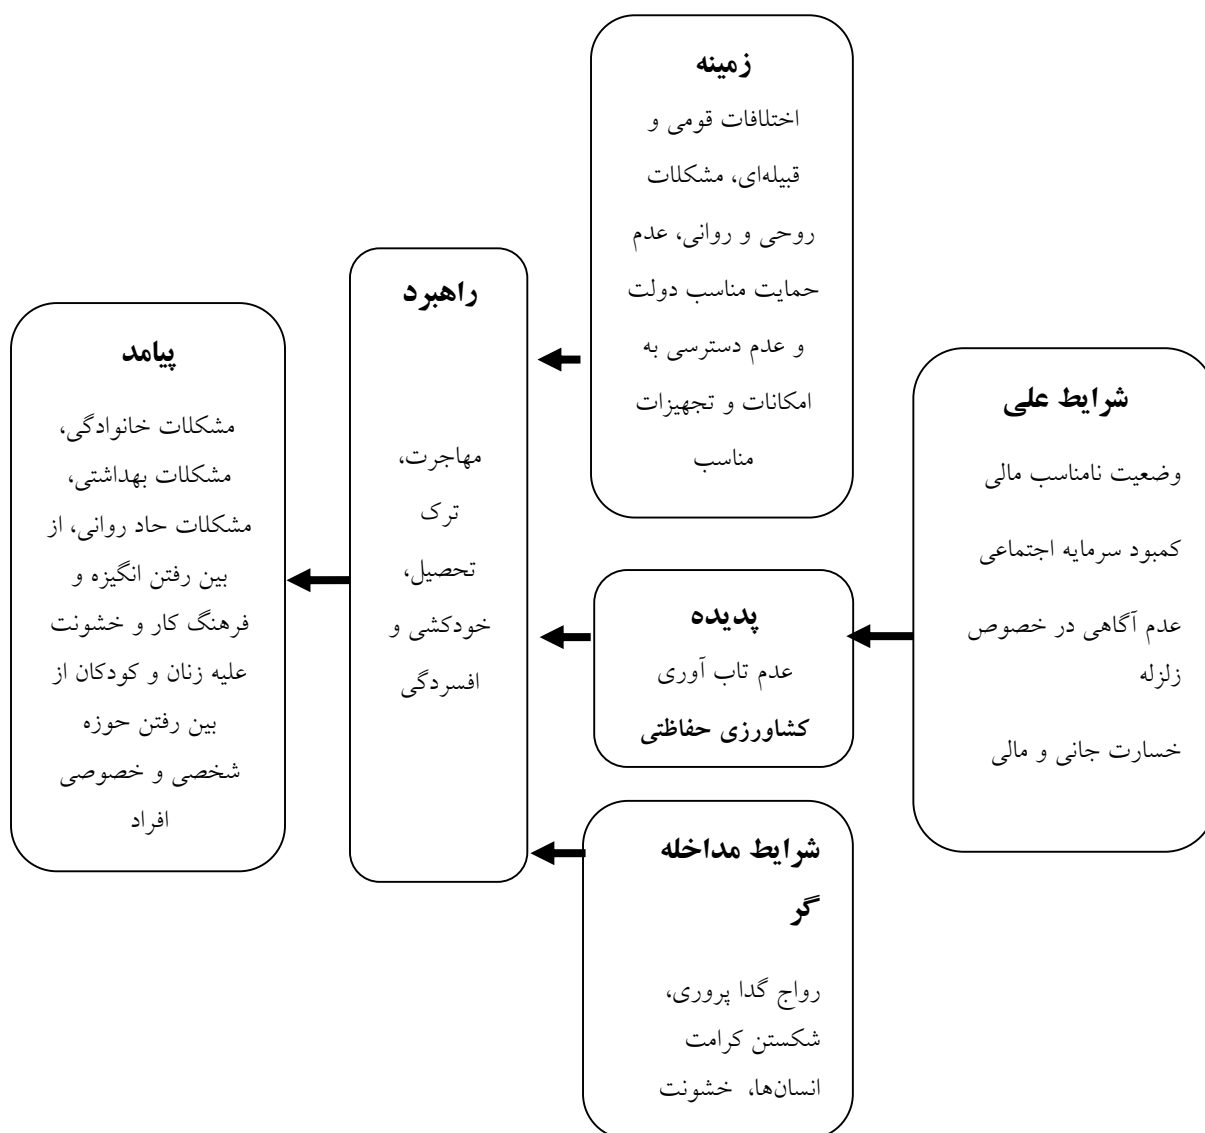 زمینه
اختلافات قومی و
قبیله‌ای، مشکلات
روحی و روانی، عدم
حمایت مناسب دولت
و عدم دسترسی به
امکانات و تجهیزات
مناسب
شرایط علی
وضعیت نامناسب مالی
کمبود سرمایه اجتماعی
عدم آگاهی در خصوص
زلزله
خسارت جانی و مالی
پدیده
عدم تاب آوری
کشاورزی حفاظتی
شرایط مداخله
گر
رواج گدا پروری،
شکستن کرامت
انسان‌ها، خشونت
راهبرد
مهاجرت،
ترک
تحصیل،
خودکشی و
افسردگی
پیامد
مشکلات خانوادگی،
مشکلات بهداشتی،
مشکلات حاد روانی، از
بین رفتن انگیزه و
فرهنگ کار و خشونت
علیه زنان و کودکان از
بین رفتن حوزه
شخصی و خصوصی
افراد